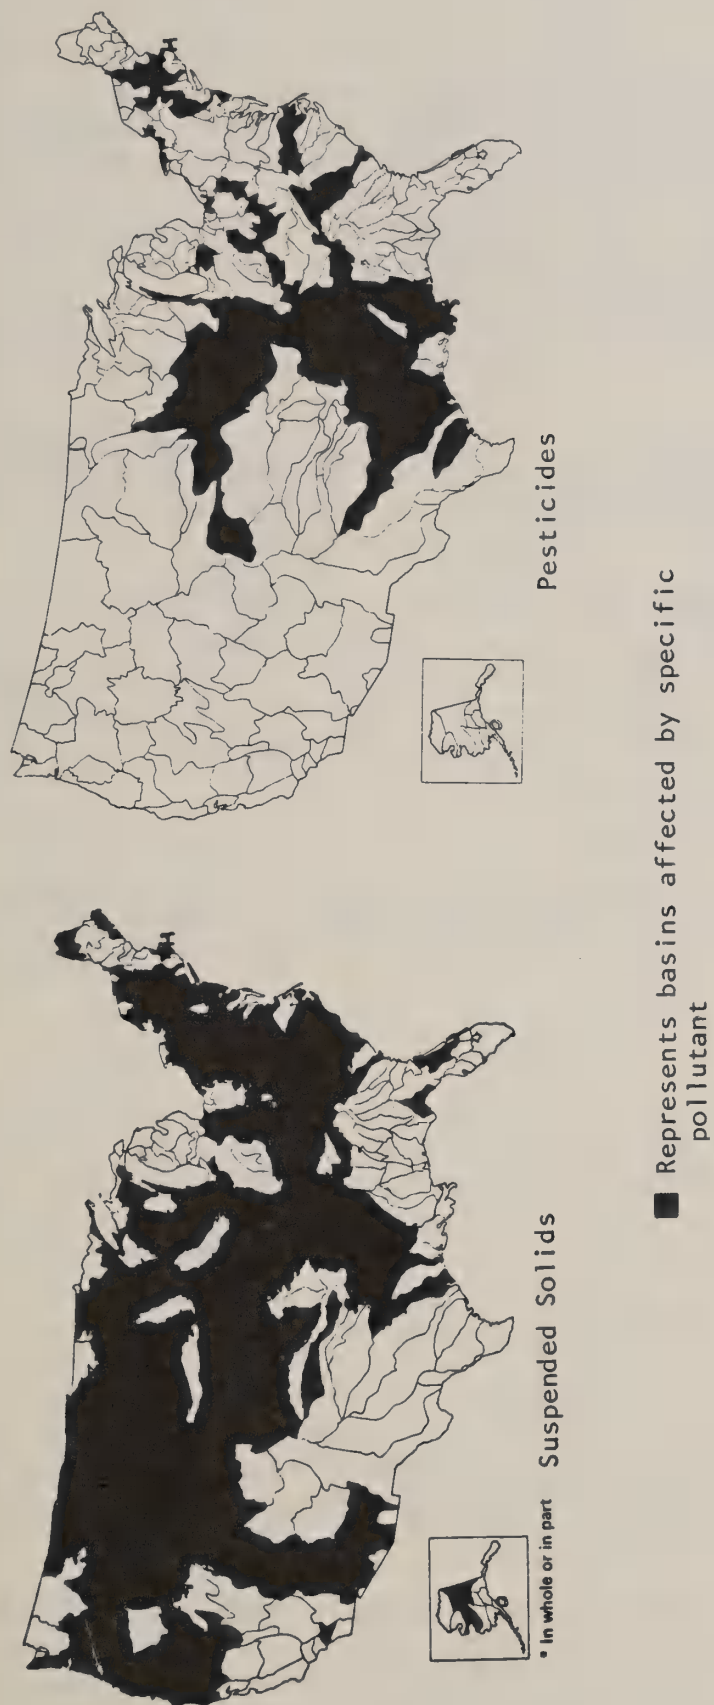 Suspended Solids
Pesticides
* In whole or in part
■ Represents basins affected by specific
pollutant